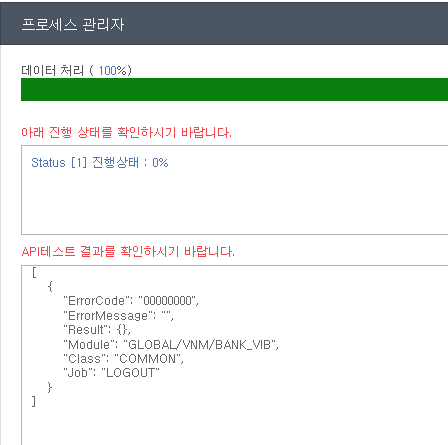 프로세스 관리자
데이터 처리 ( 100%)
아래 진행 상태를 확인하시기 바랍니다.
Status [1] 진행상태 : 0%
API테스트 결과를 확인하시기 바랍니다.
[
{
"ErrorCode": "00000000",
"ErrorMessage": "",
"Result": {},
"Module": "GLOBAL/VNM/BANK_VIB",
"Class": "COMMON",
"Job": "LOGOUT"
}
]